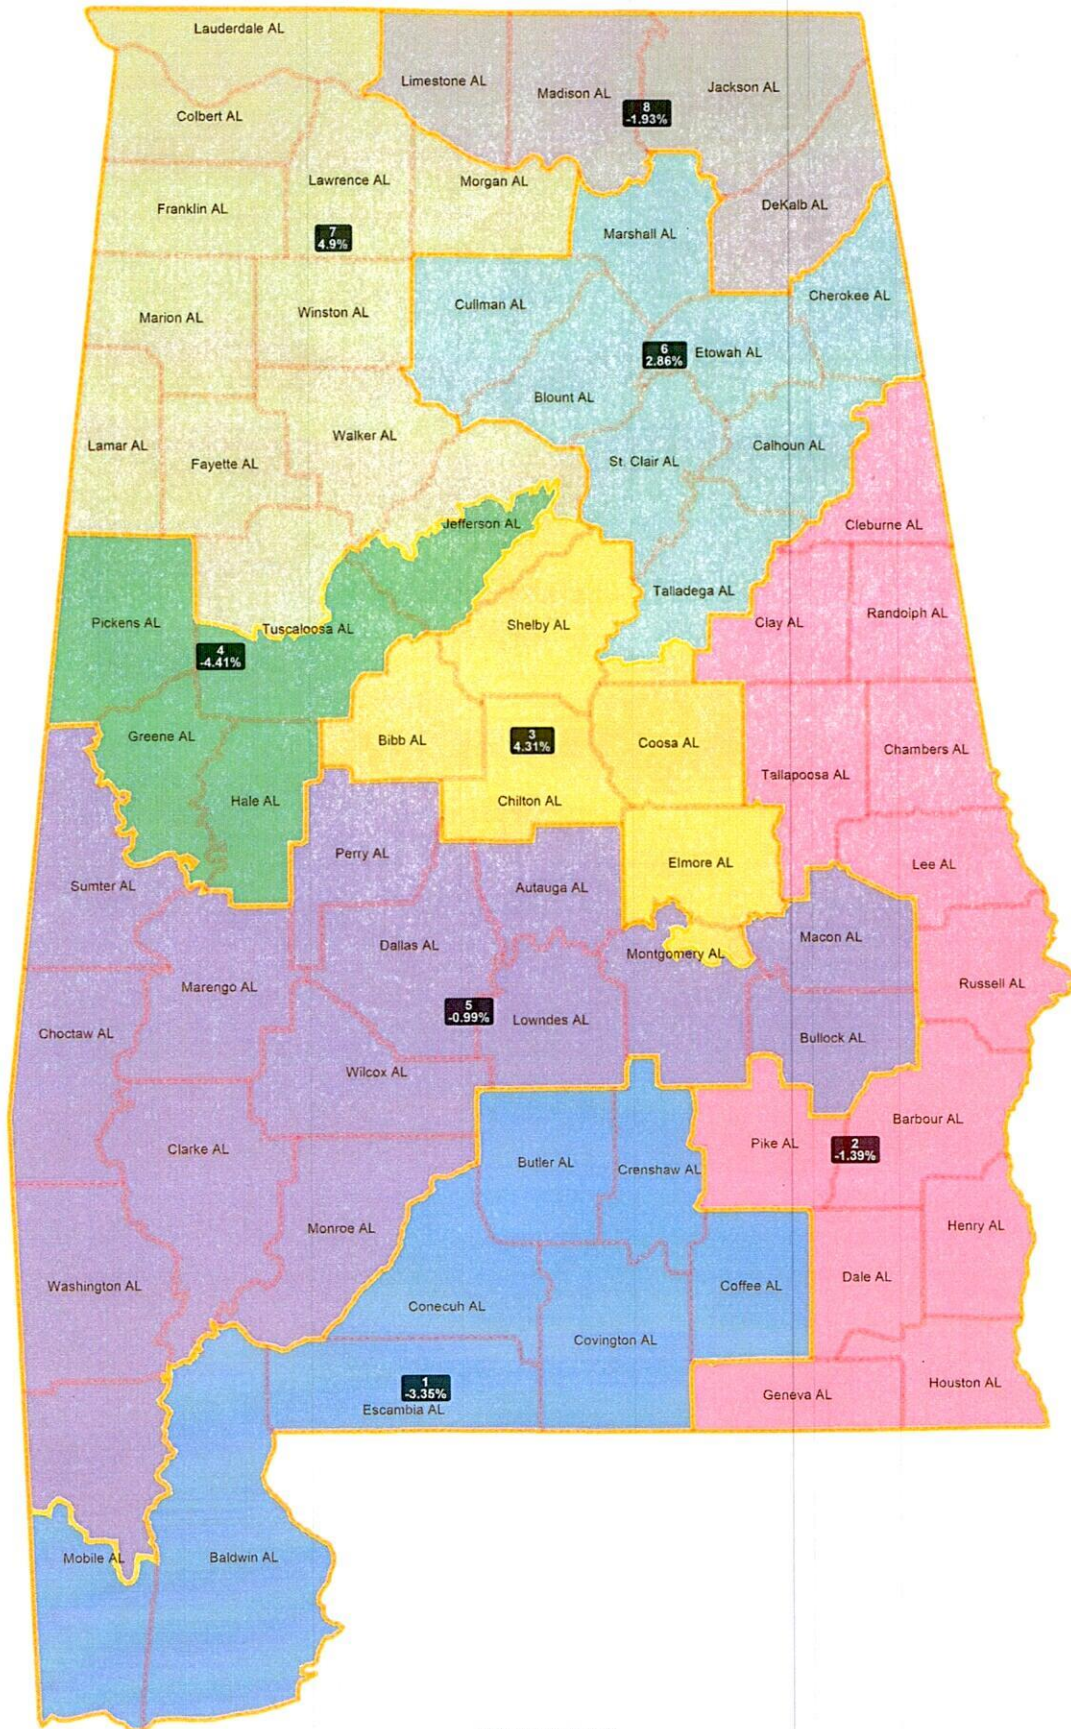 Lauderdale AL
Limestone AL
Madison AL
Jackson AL
8
-1.93%
Colbert AL
Lawrence AL
Morgan AL
Franklin AL
DeKalb AL
7
4.9%
Marshall AL
Cherokee AL
Cullman AL
Winston AL
Marion AL
6
2.86%
Etowah AL
Blount AL
Walker AL
Lamar AL
Fayette AL
St. Clair AL
Calhoun AL
Jefferson AL
Cleburne AL
Talladega AL
Pickens AL
Tuscaloosa AL
Shelby AL
Clay AL
Randolph AL
4
-4.41%
Greene AL
Bibb AL
3
4.31%
Coosa AL
Chambers AL
Tallapoosa AL
Hale AL
Chilton AL
Perry AL
Elmore AL
Lee AL
Sumter AL
Autauga AL
Dallas AL
Montgomery AL
Macon AL
Marengo AL
Russell AL
5
-0.99%
Lowndes AL
Choctaw AL
Bullock AL
Wilcox AL
Barbour AL
Clarke AL
Pike AL
2
-1.39%
Butler AL
Crenshaw AL
Monroe AL
Henry AL
Washington AL
Coffee AL
Dale AL
Conecuh AL
Covington AL
1
-3.35%
Escambia AL
Geneva AL
Houston AL
Mobile AL
Baldwin AL